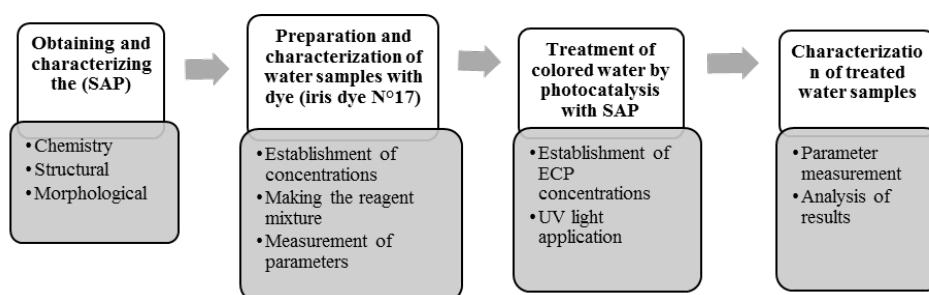 Obtaining and
characterizing
the (SAP)
• Chemistry
• Structural
• Morphological
Preparation and
characterization of
water samples with
dye (iris dye N°17)
• Establishment of
concentrations
• Making the reagent
mixture
• Measurement of
parameters
Treatment of
colored water by
photocatalysis
with SAP
• Establishment of
ECP
concentrations
• UV light
application
Characterizatio
n of treated
water samples
• Parameter
measurement
• Analysis of
results